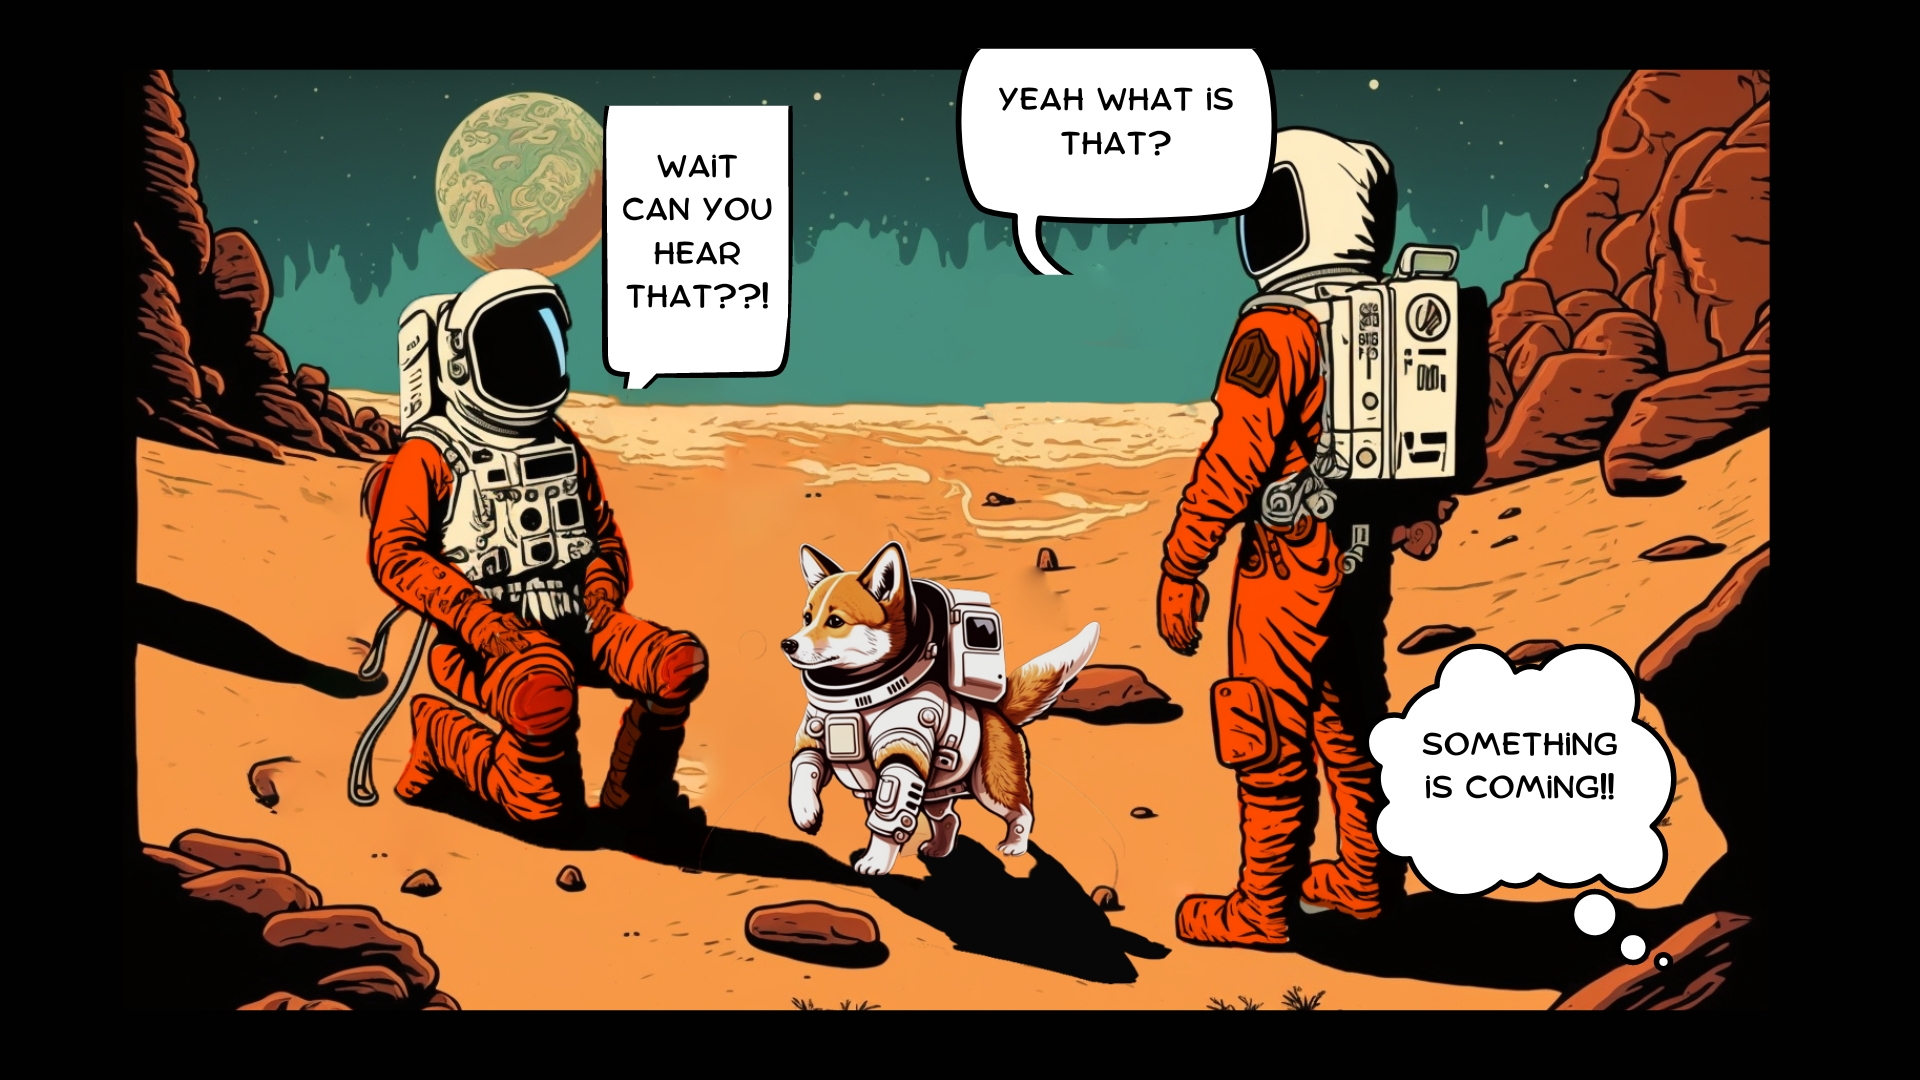 WAIT
CAN YOU
HEAR
THAT??!
YEAH WHAT IS
THAT?
SOMETHING
IS COMING!!